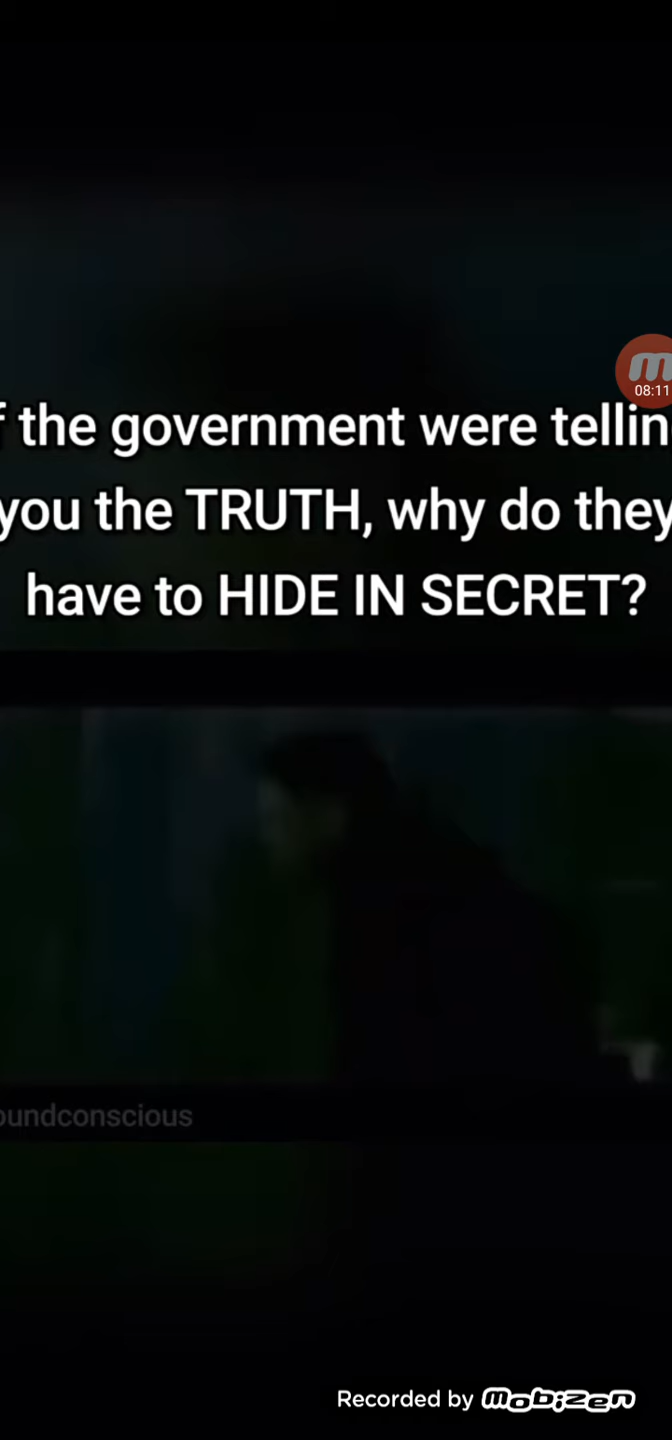 08:11
f the government were tellin
you the TRUTH, why do they
have to HIDE IN SECRET?
oundconscious
Recorded by mobizen